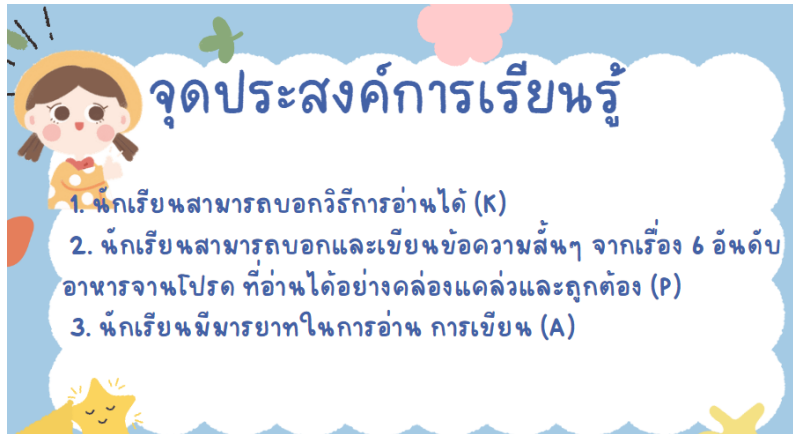 จุดประสงค์การเรียนรู้
1. นักเรียนสามารถบอกวิธีการอ่านได้ (K)
2. นักเรียนสามารถบอกและเขียนข้อความสั้นๆ จากเรื่อง 6 อันดับ
อาหารจานโปรด ที่อ่านได้อย่างคล่องแคล่วและถูกต้อง (P)
3. นักเรียนมีมารยาทในการอ่าน การเขียน (A)